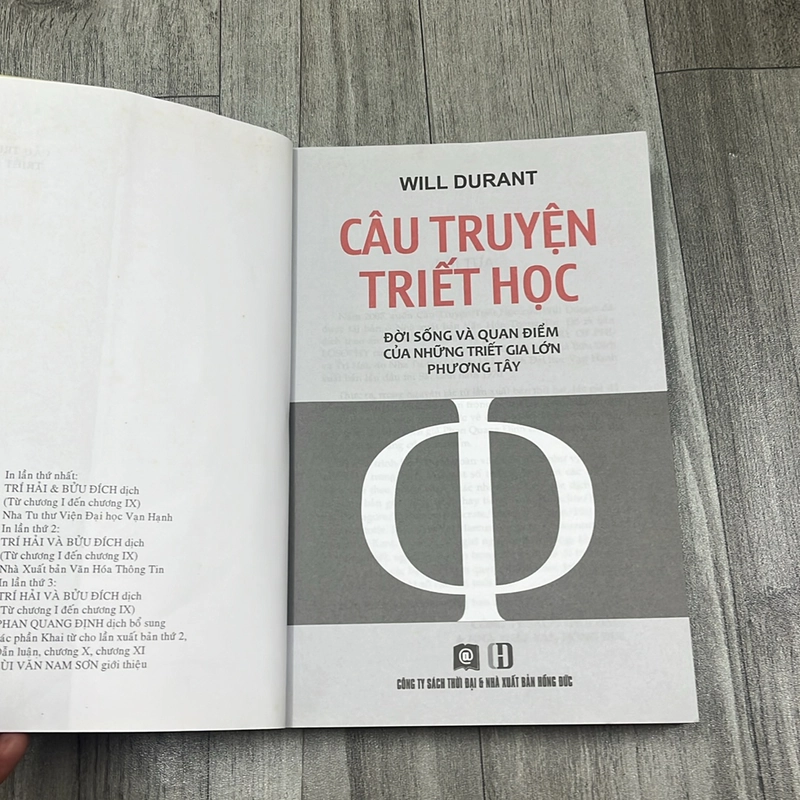 In lần thứ nhất:
TRÍ HẢI & BỬU ĐÍCH dịch
(Từ chương I đến chương IX)
Nha Tu thư Viện Đại học Vạn Hạnh
In lần thứ 2:
TRÍ HẢI VÀ BỬU ĐÍCH dịch
(Từ chương I đến chương IX)
Nhà Xuất bản Văn Hóa Thông Tin
In lần thứ 3:
TRÍ HẢI VÀ BỬU ĐÍCH dịch
(Từ chương I đến chương IX)
PHAN QUANG ĐỊNH dịch bổ sung
các phần Khai từ cho lần xuất bản thứ 2,
Dẫn luận, chương X, chương XI
BÙI VĂN NAM SƠN giới thiệu
WILL DURANT
CÂU TRUYỆN
TRIẾT HỌC
ĐỜI SỐNG VÀ QUAN ĐIỂM
CỦA NHỮNG TRIẾT GIA LỚN
PHƯƠNG TÂY
Φ
@ H
CÔNG TY SÁCH THỜI ĐẠI & NHÀ XUẤT BẢN HỒNG ĐỨC